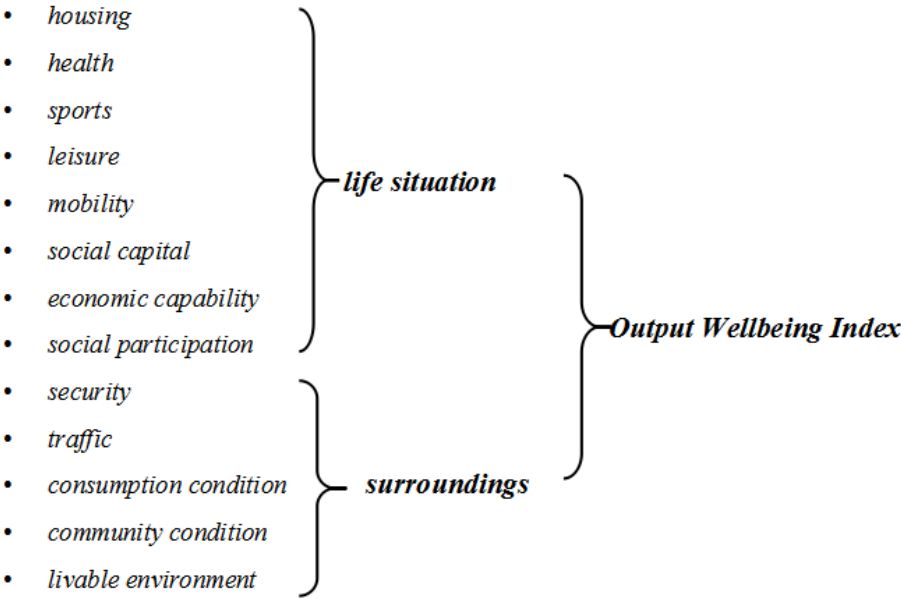 • housing
• health
• sports
• leisure
• mobility
• social capital
• economic capability
• social participation
• security
• traffic
• consumption condition
• community condition
• livable environment
life situation
surroundings
Output Wellbeing Index